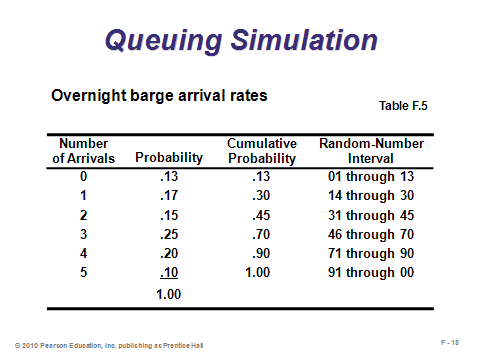 Queuing Simulation
Overnight barge arrival rates
Table F.5
Number of Arrivals Probability Cumulative Probability Random-Number Interval
0 .13 .13 01 through 13
1 .17 .30 14 through 30
2 .15 .45 31 through 45
3 .25 .70 46 through 70
4 .20 .90 71 through 90
5 .10 1.00 91 through 00
1.00
© 2010 Pearson Education, Inc. publishing as Prentice Hall
F - 18